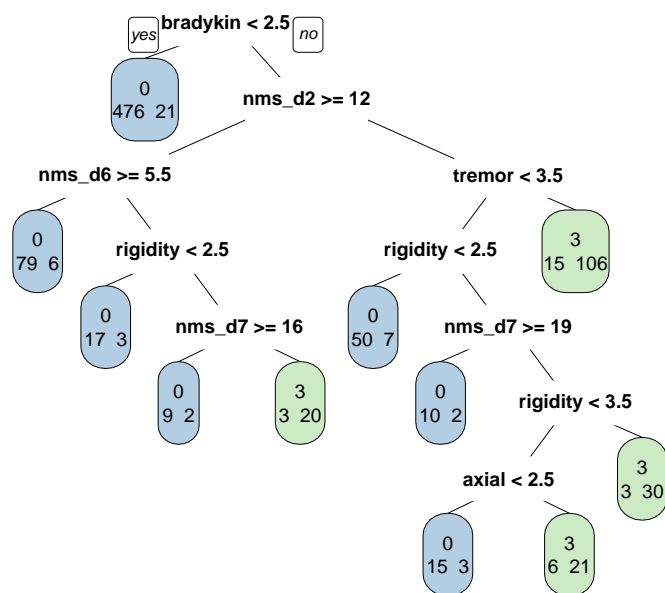 bradykin < 2.5
yes
no
0
476 21
nms_d2 >= 12
nms_d6 >= 5.5
tremor < 3.5
0
79 6
rigidity < 2.5
rigidity < 2.5
3
15 106
0
17 3
nms_d7 >= 16
0
50 7
nms_d7 >= 19
0
9 2
3
3 20
0
10 2
rigidity < 3.5
axial < 2.5
3
3 30
0
15 3
3
6 21